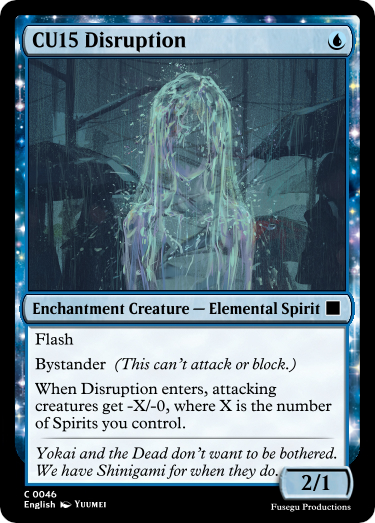 CU15 Disruption
Enchantment Creature — Elemental Spirit
Flash
Bystander (This can't attack or block.)
When Disruption enters, attacking
creatures get -X/-0, where X is the number
of Spirits you control.
Yokai and the Dead don't want to be bothered.
We have Shinigami for when they do.
2/1
C 0046
English Yuumei
Fusegu Productions